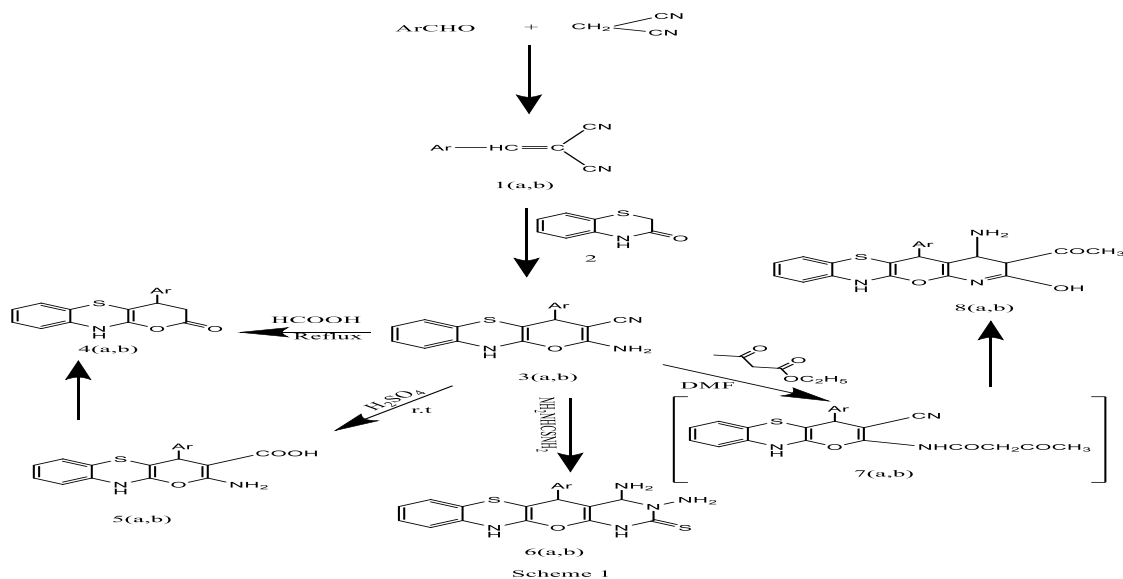 ArCHO + CH₂ CN CN
Ar HC C CN CN
1(a,b)
S N H O
2
S Ar N H O CN NH₂
3(a,b)
HCOOH
Reflux
S Ar N H O O
4(a,b)
H₂SO₄
r.t
S Ar N H O COOH NH₂
5(a,b)
NH₂NHCSNH₂
S Ar N H O NH₂ N NH₂ N H S
6(a,b)
O O OC₂H₅
DMF
S Ar N H O CN NHCOCH₂COCH₃
7(a,b)
S Ar NH₂ COCH₃ N H O N OH
8(a,b)
Scheme 1